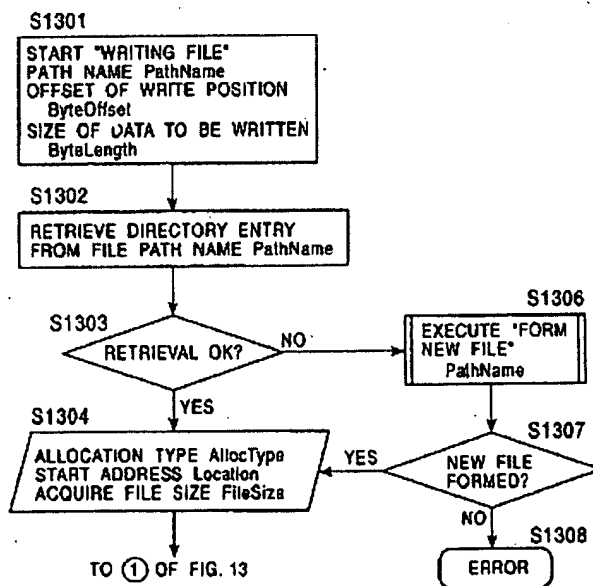 S1301
START "WRITING FILE"
PATH NAME PathName
OFFSET OF WRITE POSITION
ByteOffset
SIZE OF DATA TO BE WRITTEN
ByteLength
S1302
RETRIEVE DIRECTORY ENTRY
FROM FILE PATH NAME PathName
S1303
RETRIEVAL OK?
NO
YES
S1306
EXECUTE "FORM
NEW FILE"
PathName
S1304
ALLOCATION TYPE AllocType
START ADDRESS Location
ACQUIRE FILE SIZE FileSize
S1307
NEW FILE
FORMED?
YES
NO
S1308
ERROR
TO 1 OF FIG. 13